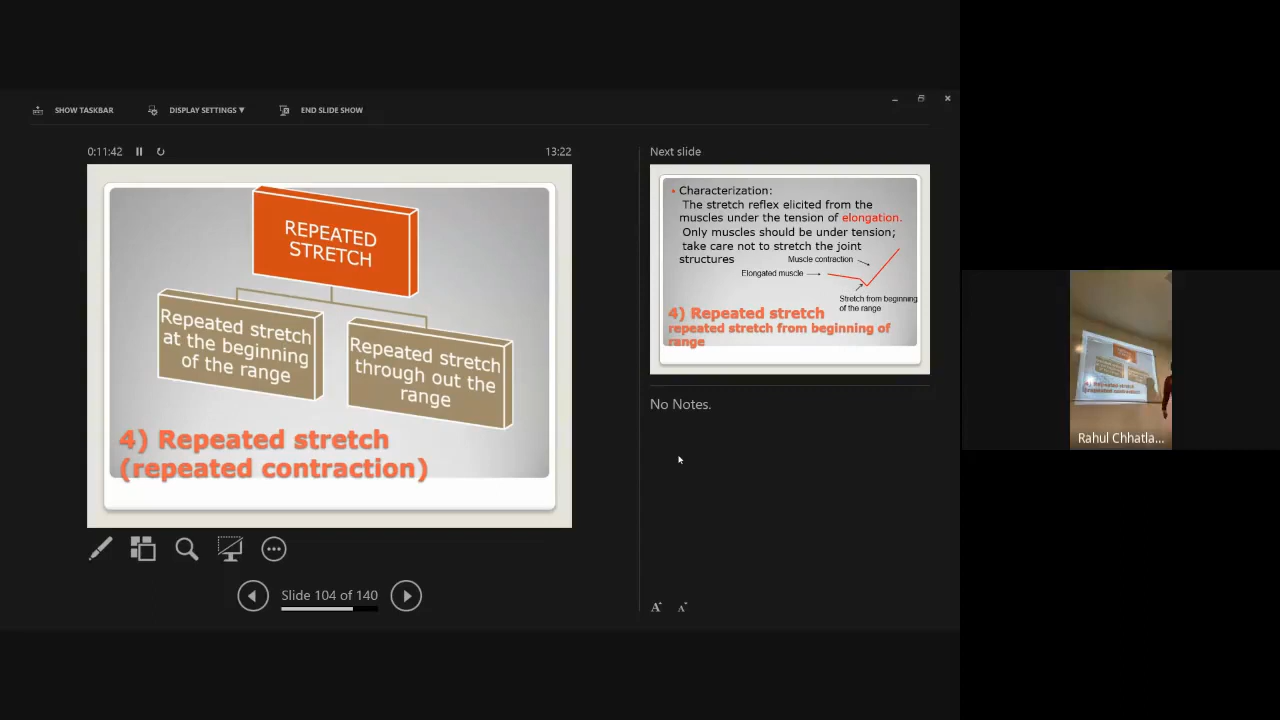 SHOW TASKBAR
DISPLAY SETTINGS ▼
END SLIDE SHOW
0:11:42
13:22
REPEATED
STRETCH
Repeated stretch
at the beginning
of the range
Repeated stretch
through out the
range
4) Repeated stretch
(repeated contraction)
Slide 104 of 140
Next slide
• Characterization:
The stretch reflex elicited from the
muscles under the tension of elongation.
Only muscles should be under tension;
take care not to stretch the joint
structures
Muscle contraction
Elongated muscle
Stretch from beginning
of the range
4) Repeated stretch
repeated stretch from beginning of
range
No Notes.
A A
Rahul Chhatla...